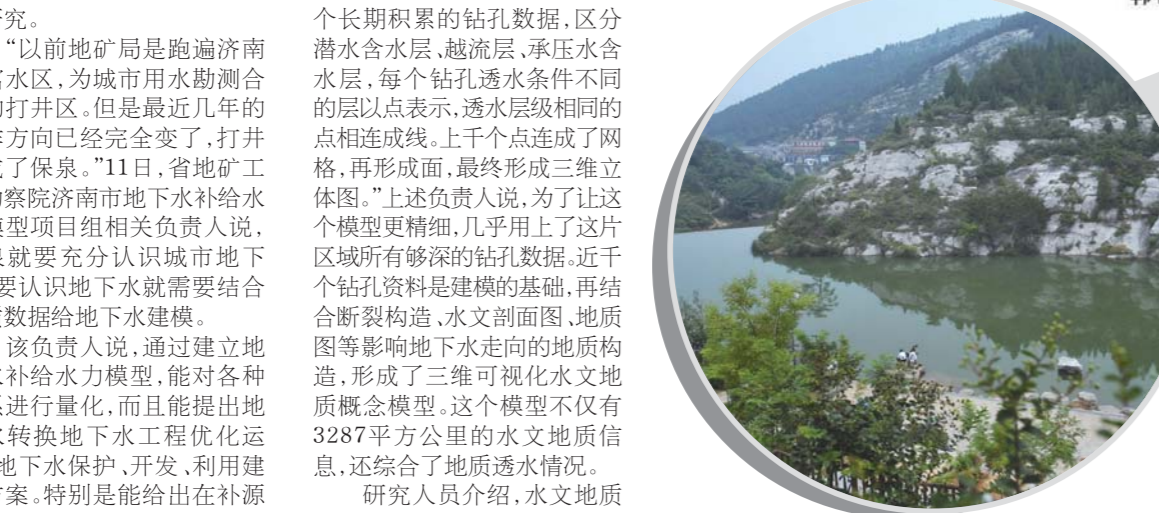 究。
“以前地矿局是跑遍济南
水区,为城市用水勘测合
打井区。但是最近几年的
方向已经完全变了,打井
了保泉。”11日,省地矿工
察院济南市地下水补给水
模型项目组相关负责人说,
就要充分认识城市地下
要认识地下水就需要结合
数据给地下水建模。
该负责人说,通过建立地
补给水力模型,能对各种
进行量化,而且能提出地
转换地下水工程优化运
地下水保护、开发、利用建
方案。特别是能给出在补源
个长期积累的钻孔数据,区分
潜水含水层、越流层、承压水含
水层,每个钻孔透水条件不同
的层以点表示,透水层级相同的
点相连成线。上千个点连成了网
格,再形成面,最终形成三维立
体图。”上述负责人说,为了让这
个模型更精细,几乎用上了这片
区域所有够深的钻孔数据。近千
个钻孔资料是建模的基础,再结
合断裂构造、水文剖面图、地质
图等影响地下水走向的地质构
造,形成了三维可视化水文地
质概念模型。这个模型不仅有
3287平方公里的水文地质信
息,还综合了地质透水情况。
研究人员介绍,水文地质